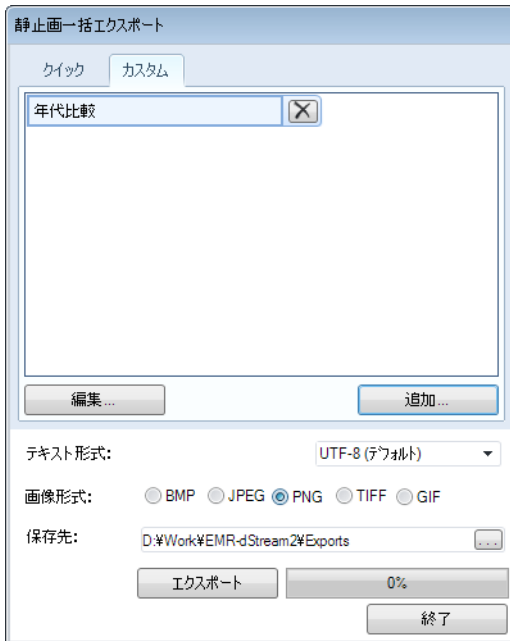 静止画一括エクスポート
クイック カスタム
年代比較
編集... 追加...
テキスト形式: UTF-8 (デフォルト)
画像形式: BMP JPEG PNG TIFF GIF
保存先: D:¥Work¥EMR-dStream2¥Exports ...
エクスポート 0%
終了